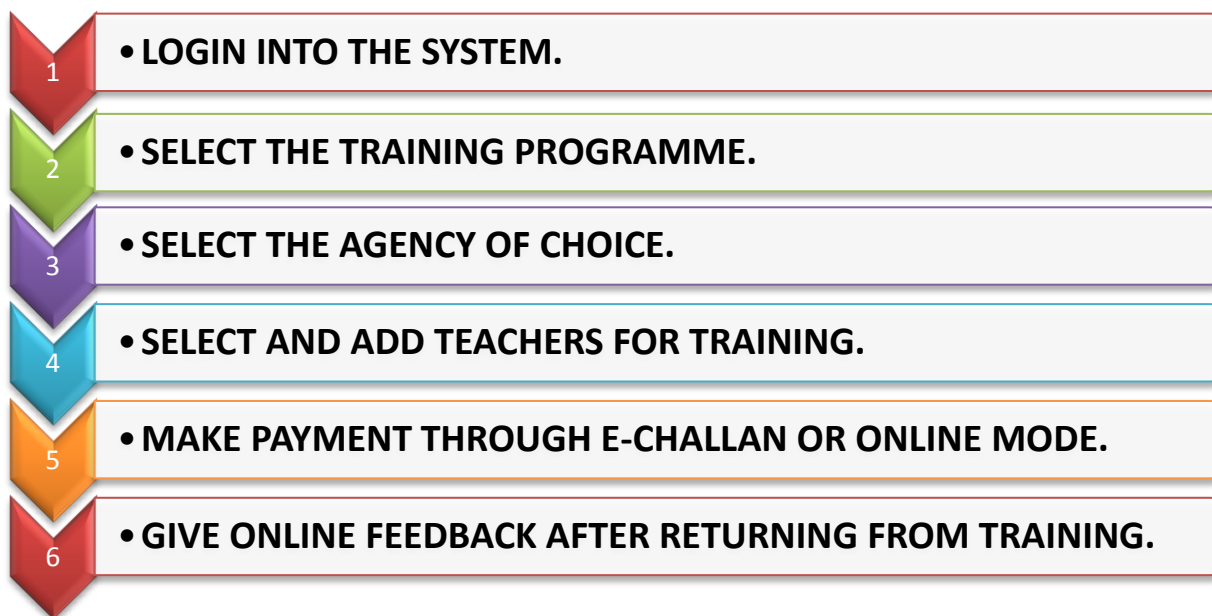 1 • LOGIN INTO THE SYSTEM.
2 • SELECT THE TRAINING PROGRAMME.
3 • SELECT THE AGENCY OF CHOICE.
4 • SELECT AND ADD TEACHERS FOR TRAINING.
5 • MAKE PAYMENT THROUGH E-CHALLAN OR ONLINE MODE.
6 • GIVE ONLINE FEEDBACK AFTER RETURNING FROM TRAINING.